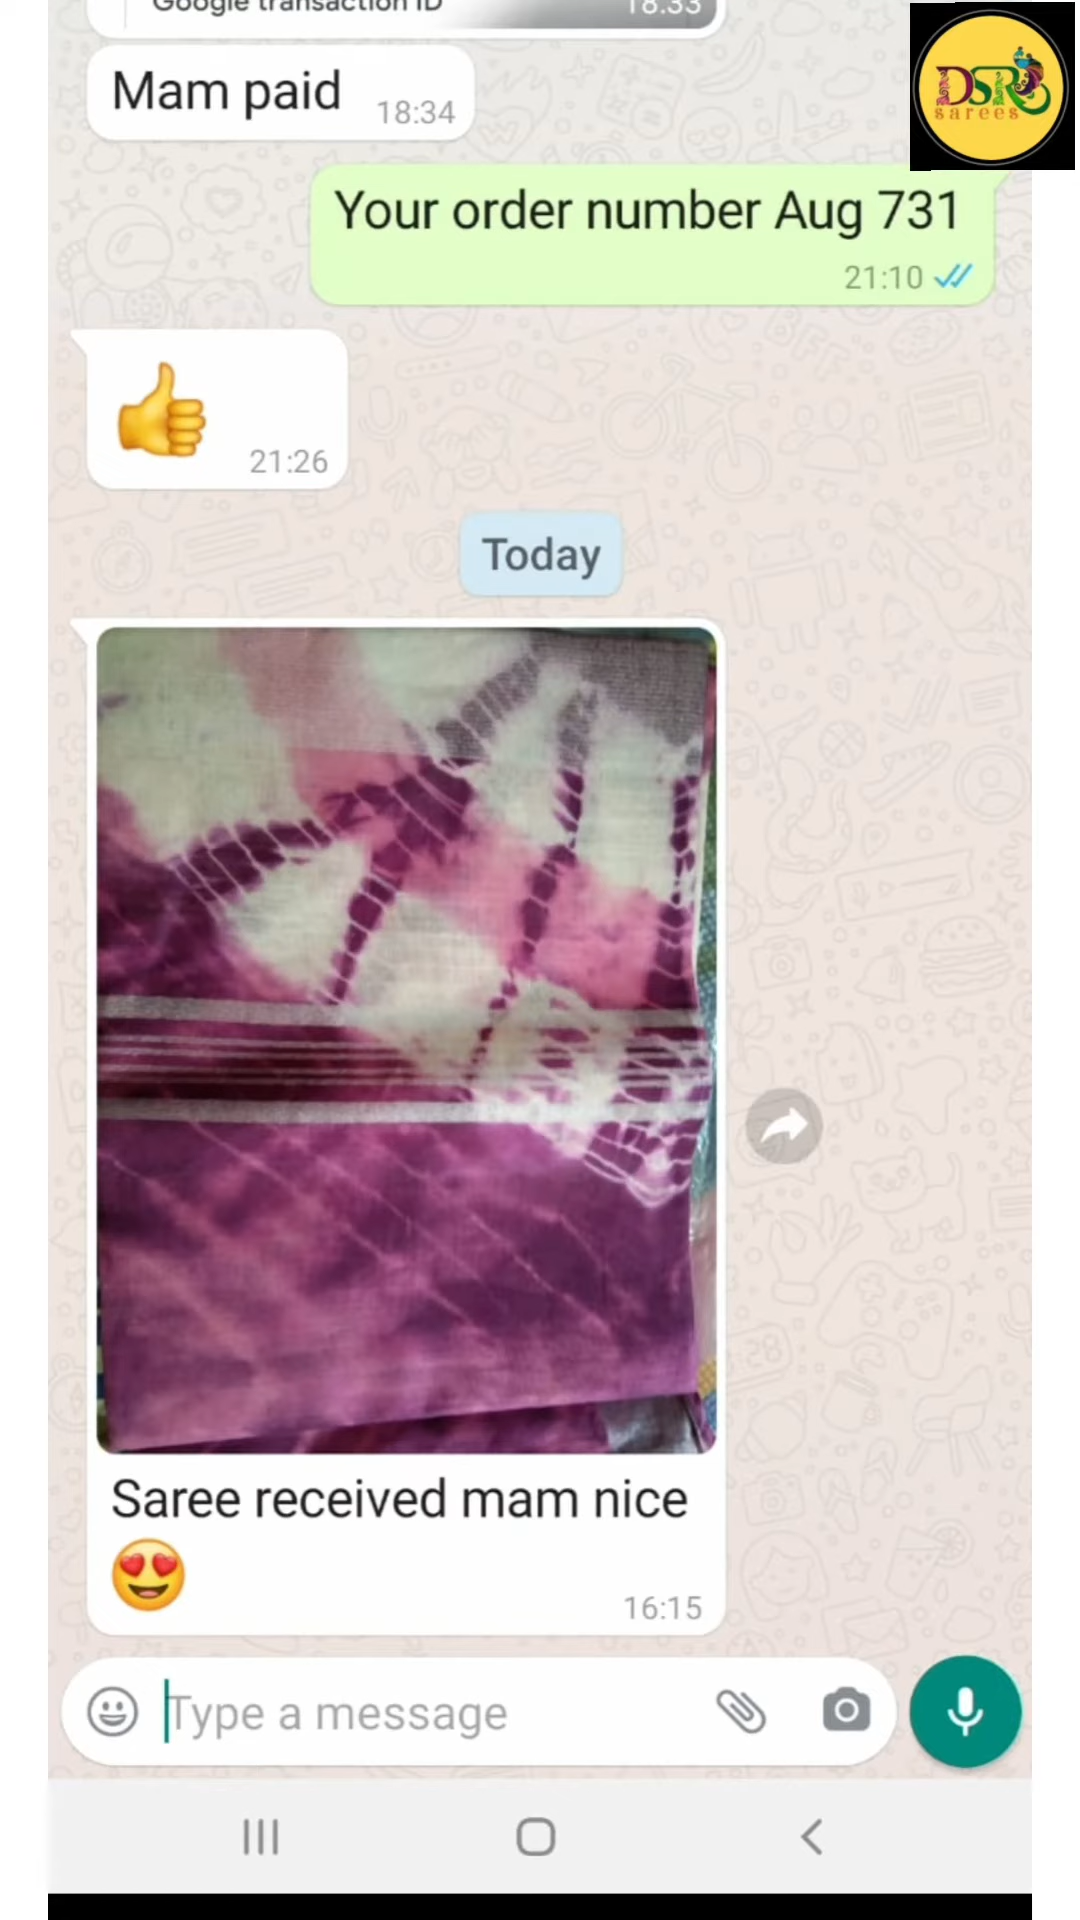 Google transaction ID
18:33
Mam paid
18:34
DSR
sarees
Your order number Aug 731
21:10
21:26
Today
Saree received mam nice
16:15
Type a message